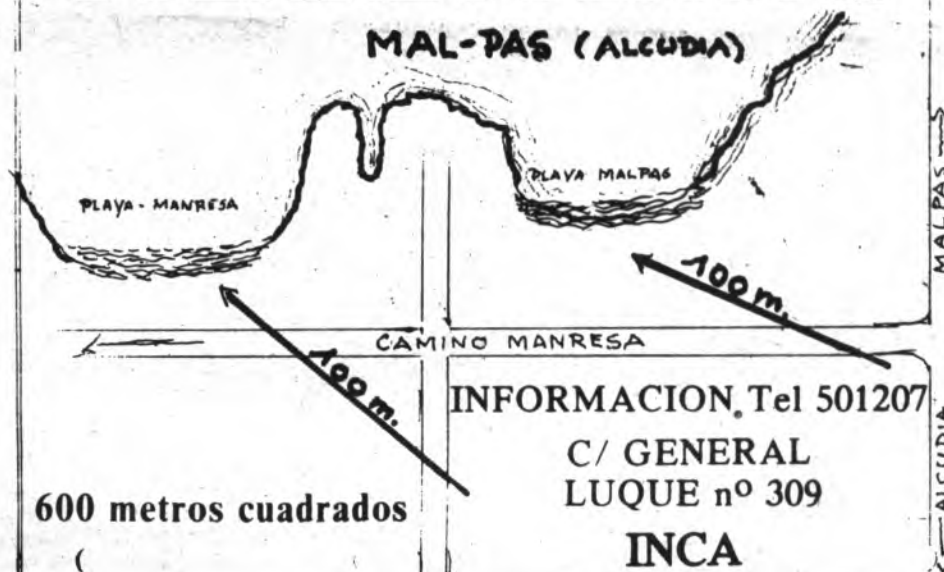 MAL-PAS (ALCUDIA)
PLAYA - MANRESA
PLAYA MALPAS
MALPAS
100 m.
CAMINO MANRESA
100 m.
INFORMACION, Tel 501207
C/ GENERAL
LUQUE nº 309
INCA
600 metros cuadrados
ALCUDIA